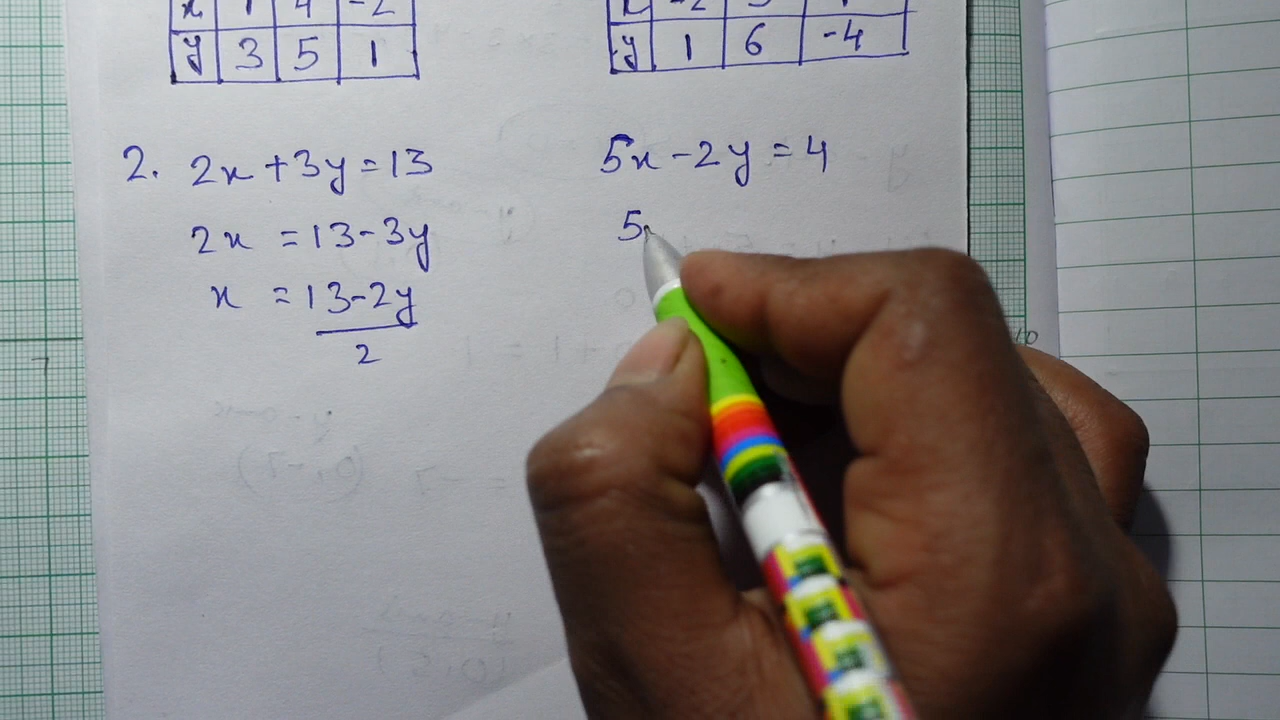 x 1 4 -2
y 3 5 1
y 1 6 -4
2. 2x + 3y = 13
2x = 13 - 3y
x = 13 - 2y
2
5x - 2y = 4
5